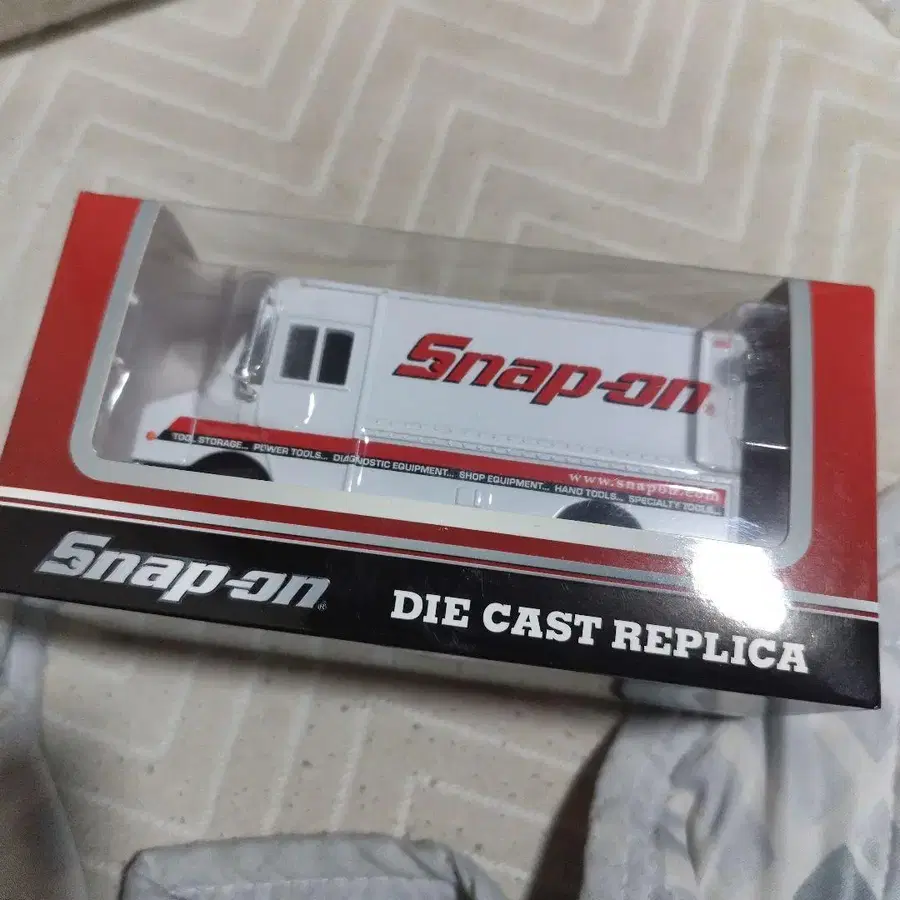 Snap-on®
www.snapon.com
TOOL STORAGE... POWER TOOLS... DIAGNOSTIC EQUIPMENT... SHOP EQUIPMENT... HAND TOOLS... SPECIALTY TOOLS...
Snap-on®
DIE CAST REPLICA